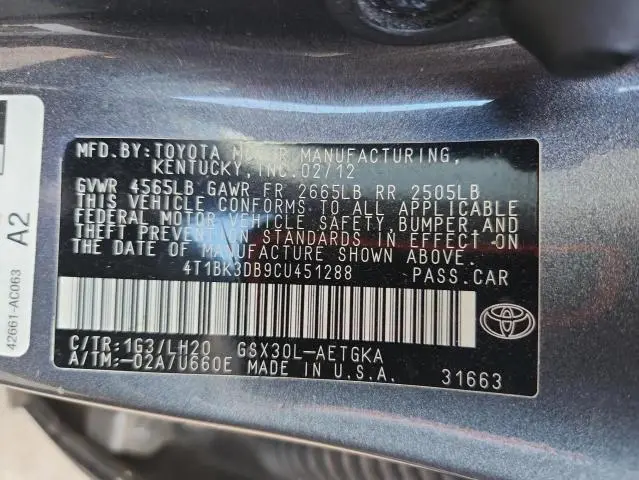 MFD. BY: TOYOTA MOTOR MANUFACTURING,
KENTUCKY, INC. 02/12
GVWR 4565LB GAWR FR 2665LB RR 2505LB
THIS VEHICLE CONFORMS TO ALL APPLICABLE
FEDERAL MOTOR VEHICLE SAFETY, BUMPER, AND
THEFT PREVENTION STANDARDS IN EFFECT ON
THE DATE OF MANUFACTURE SHOWN ABOVE.
4T1BK3DB9CU451288 PASS.CAR
C/TR:1G3/LH20 GSX30L-AETGKA
A/TM:-02A/U660E MADE IN U.S.A.
31663
42661-AC063
A2